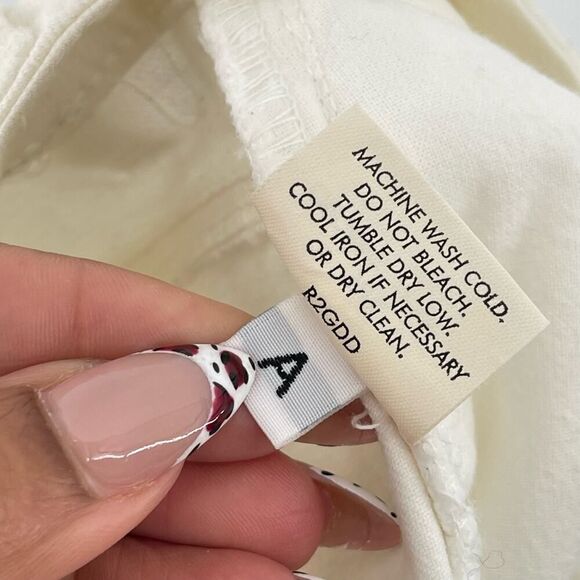 MACHINE WASH COLD.
DO NOT BLEACH.
TUMBLE DRY LOW.
COOL IRON IF NECESSARY
OR DRY CLEAN.
R2GDD
A